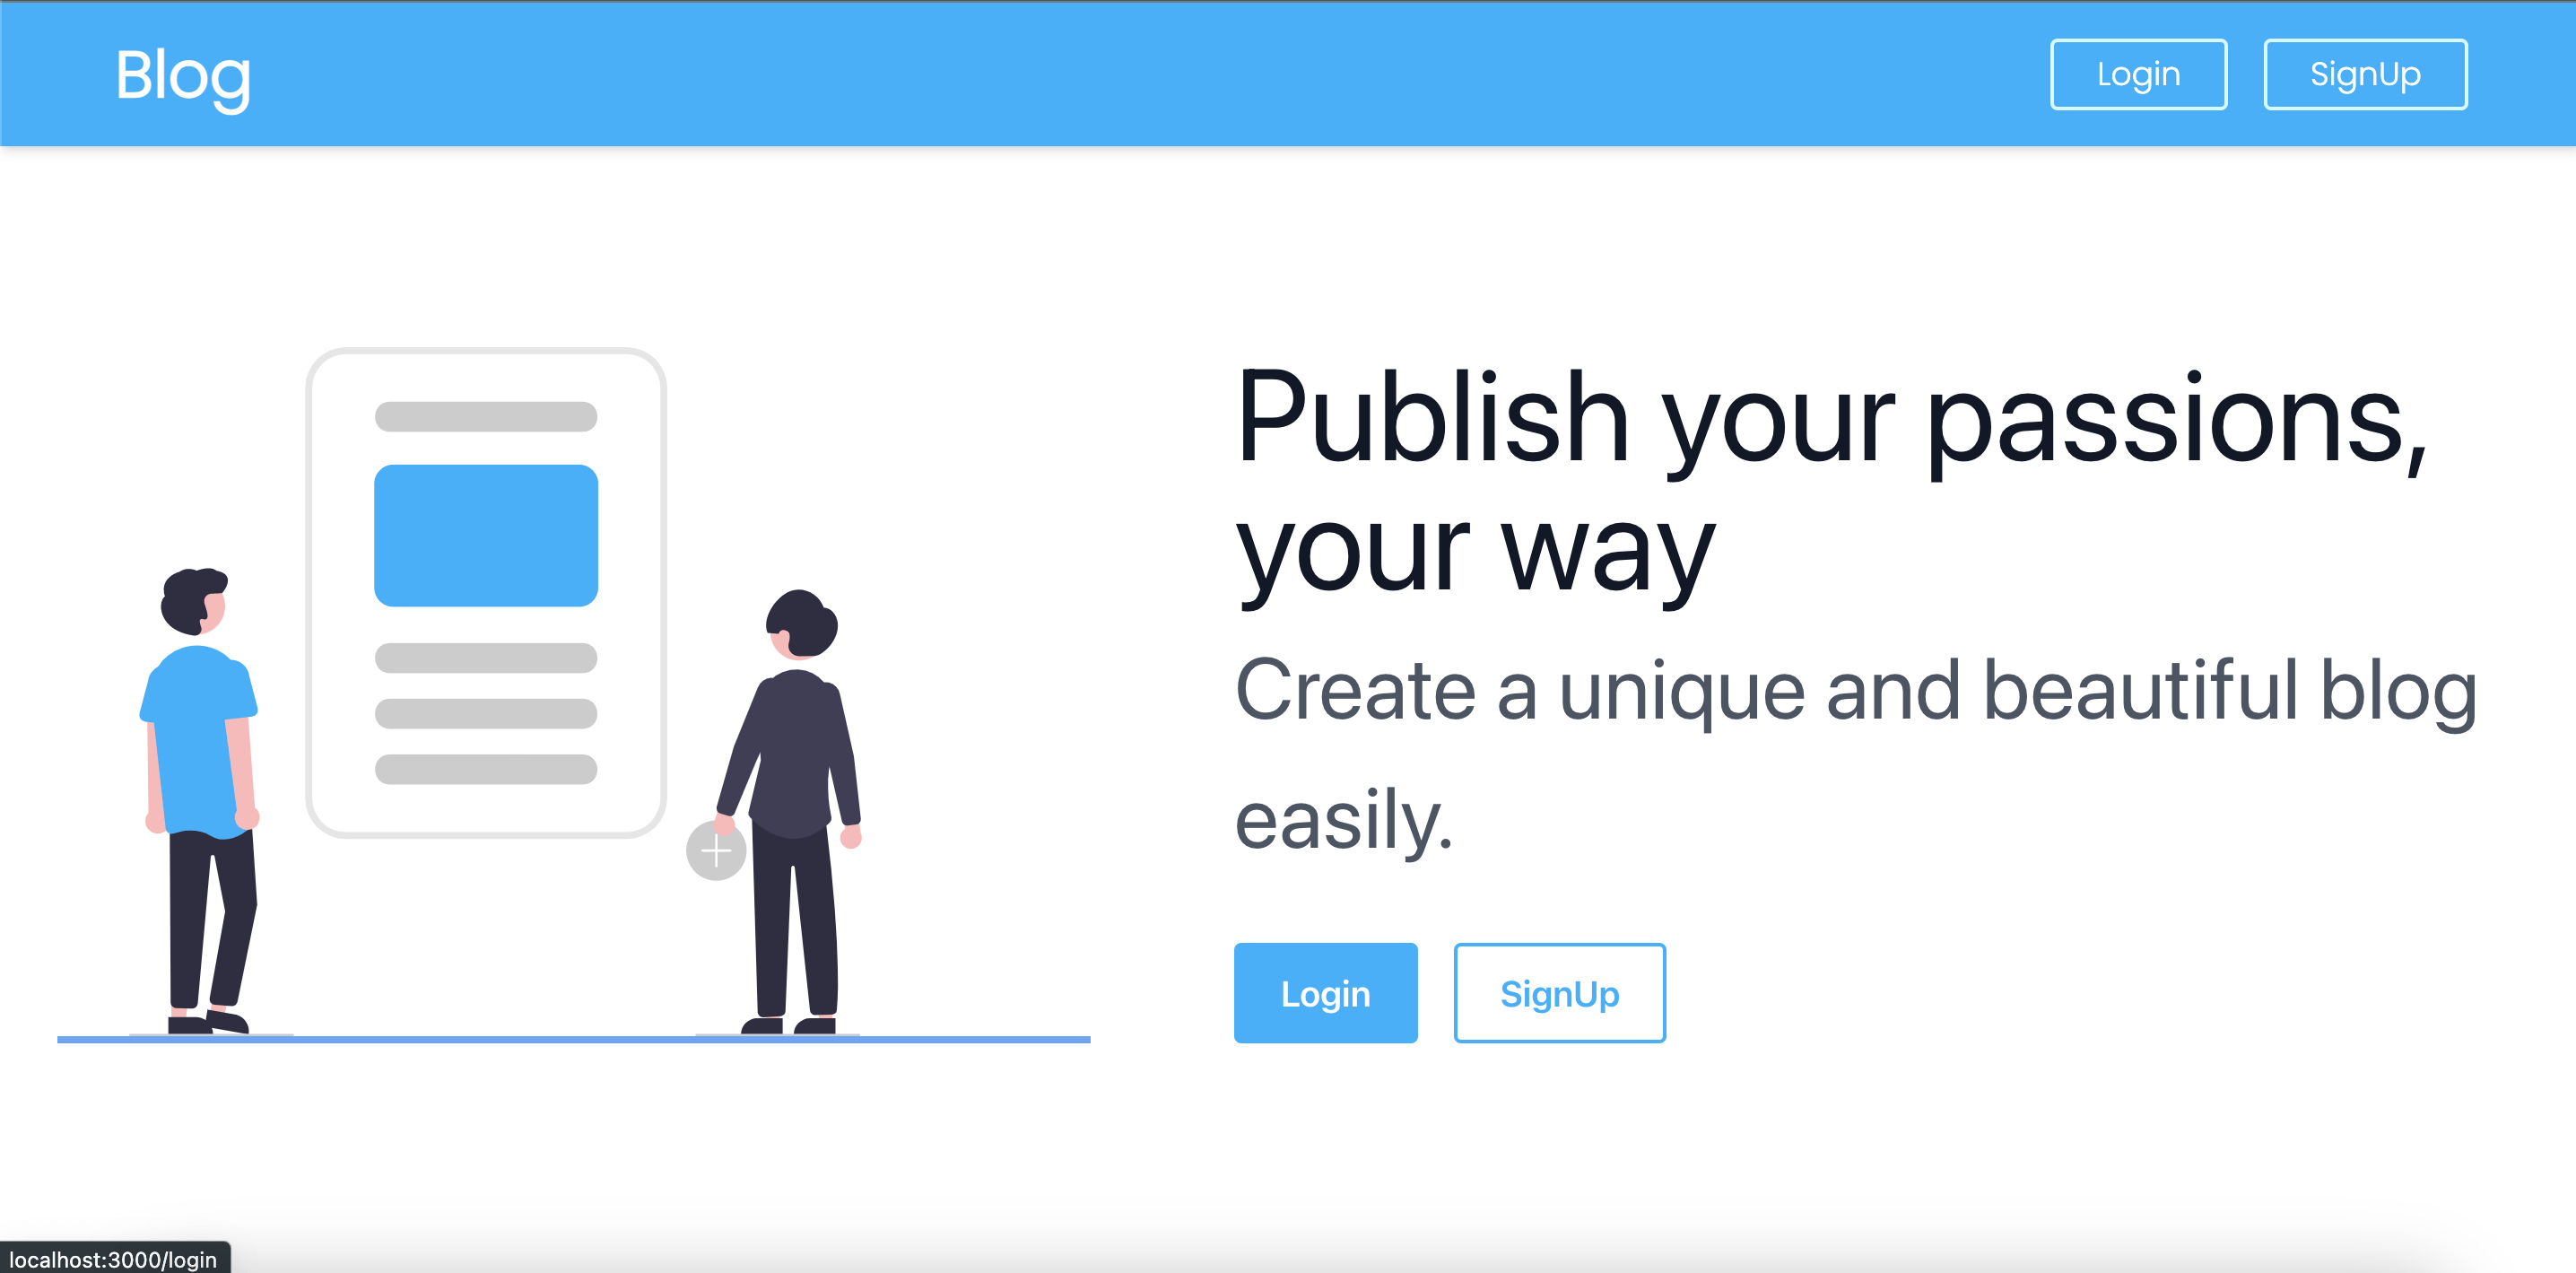 Blog
Login
SignUp
Publish your passions,
your way
Create a unique and beautiful blog
easily.
Login
SignUp
localhost:3000/login